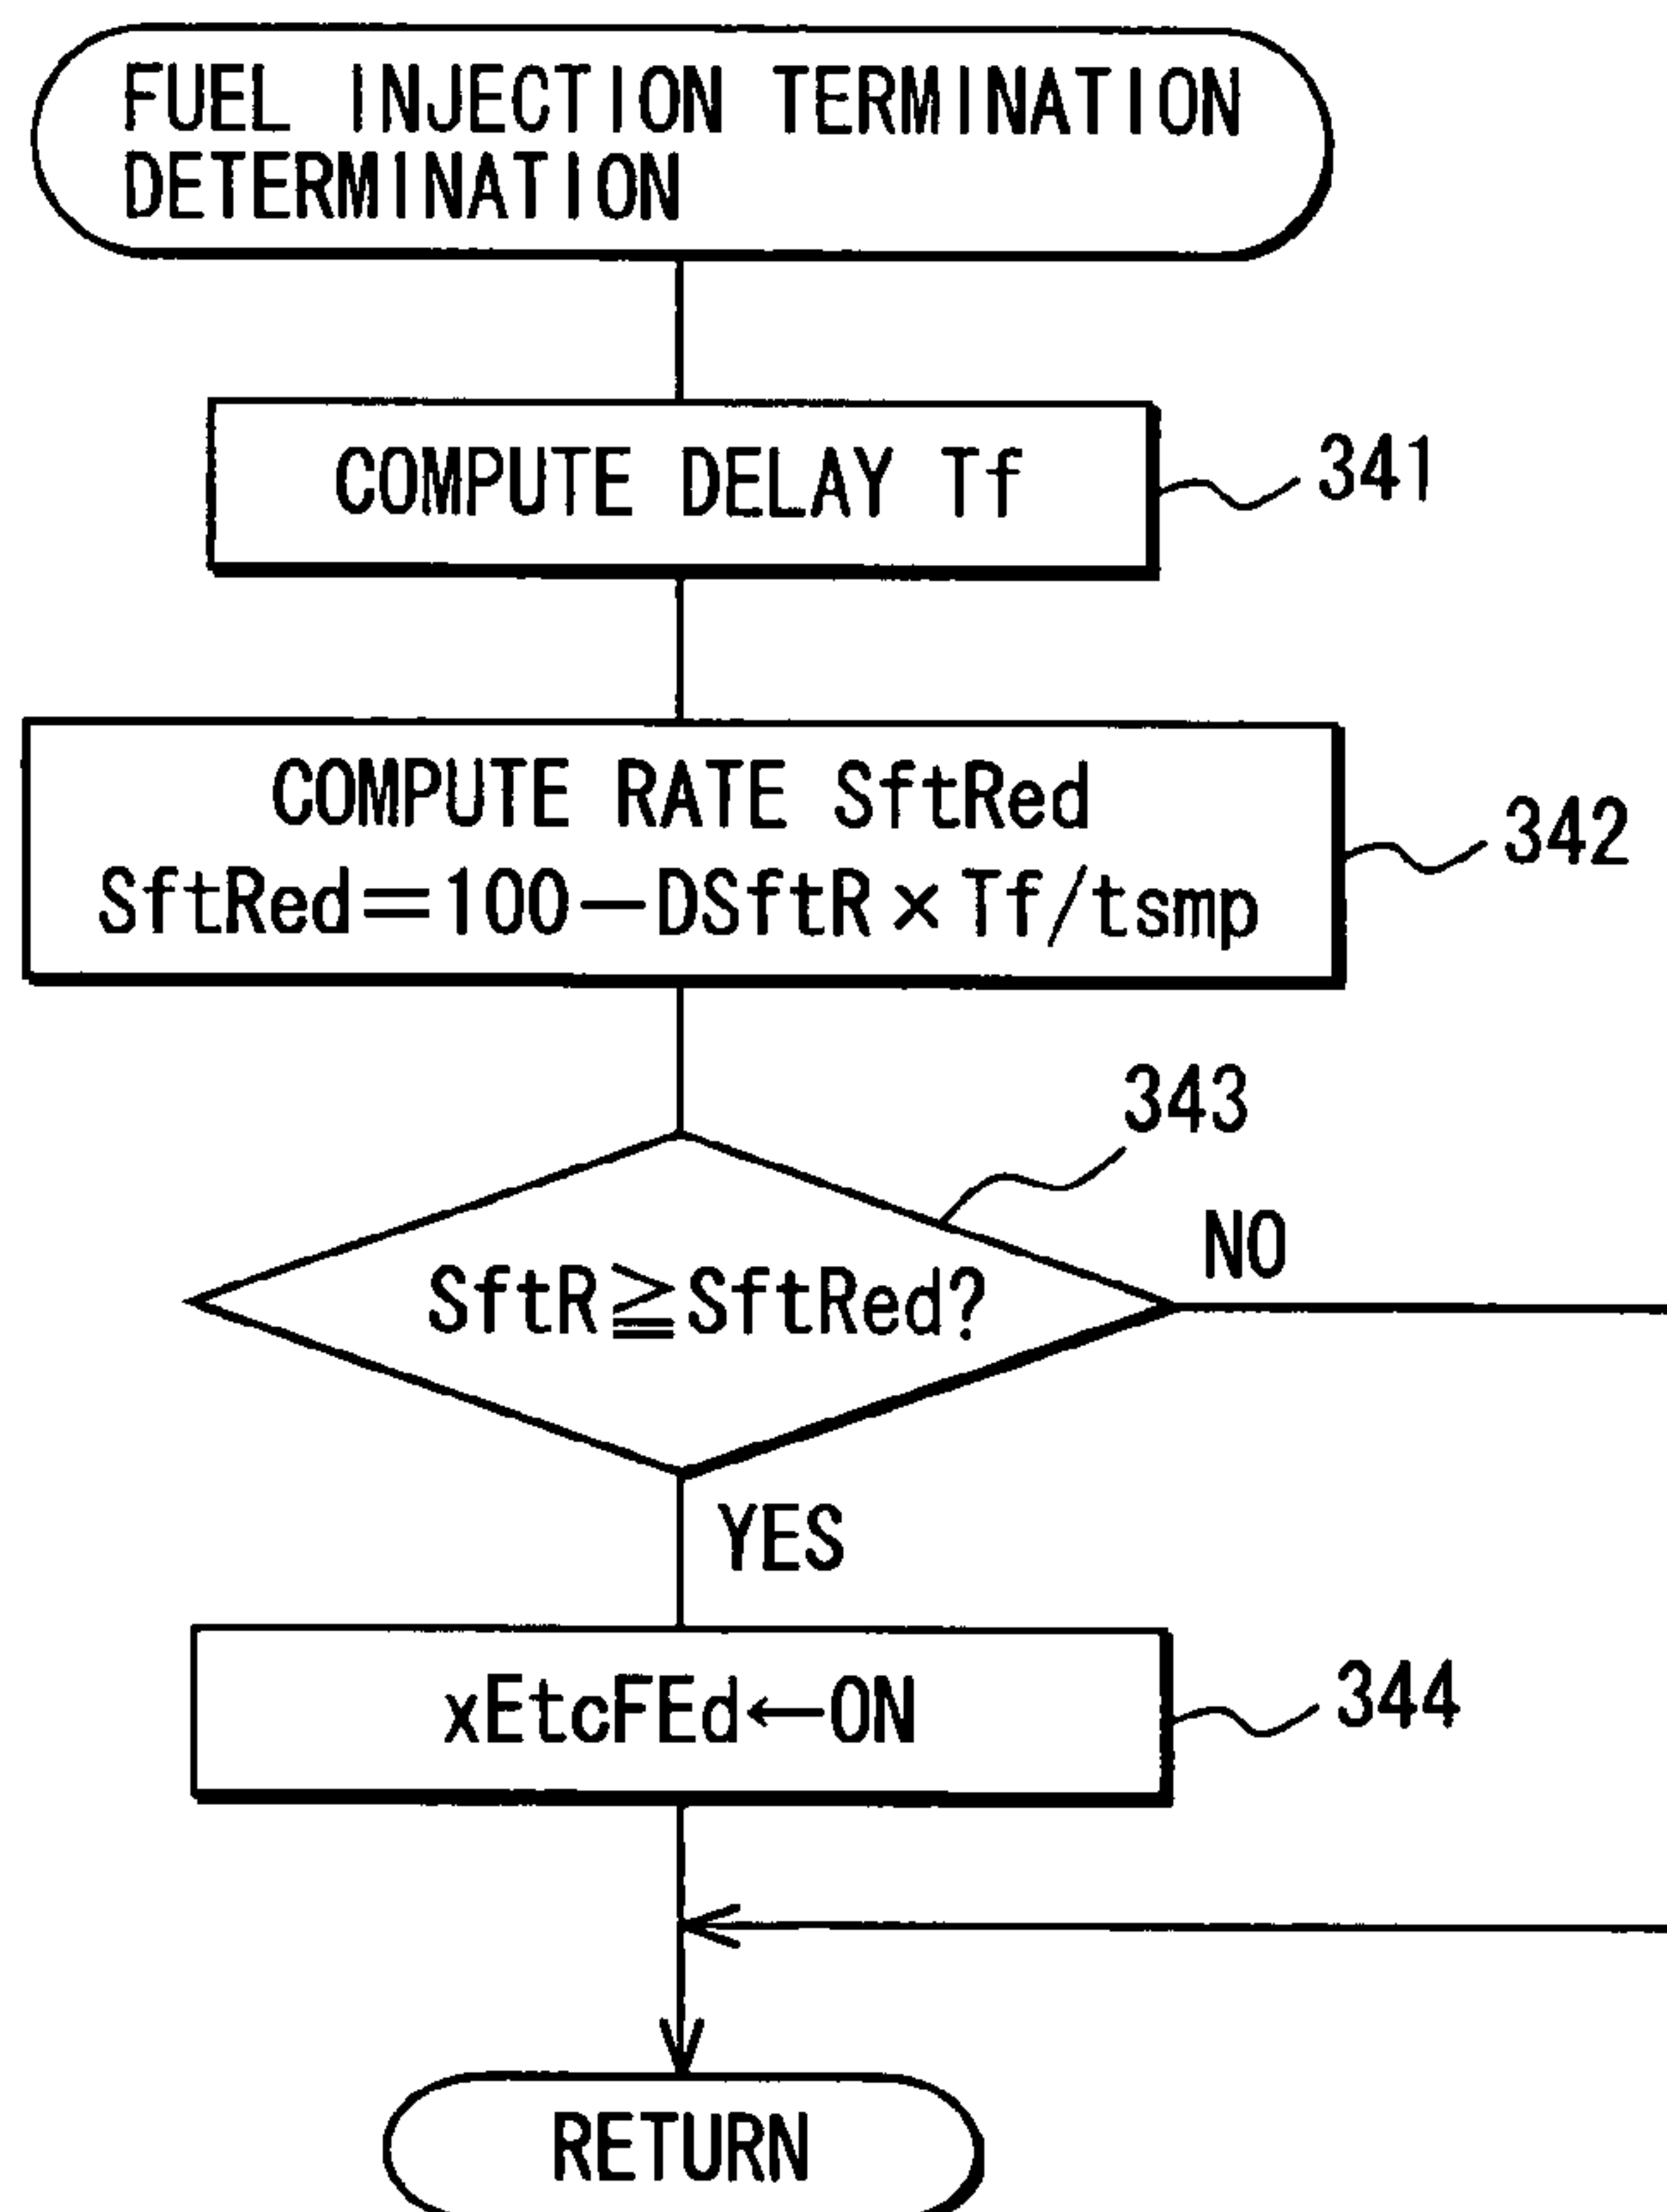 FUEL INJECTION TERMINATION
DETERMINATION
COMPUTE DELAY Tf
341
COMPUTE RATE SftRed
SftRed=100−DSftR×Tf/tsmp
342
343
SftR≧SftRed?
NO
YES
xEtcFEd←ON
344
RETURN